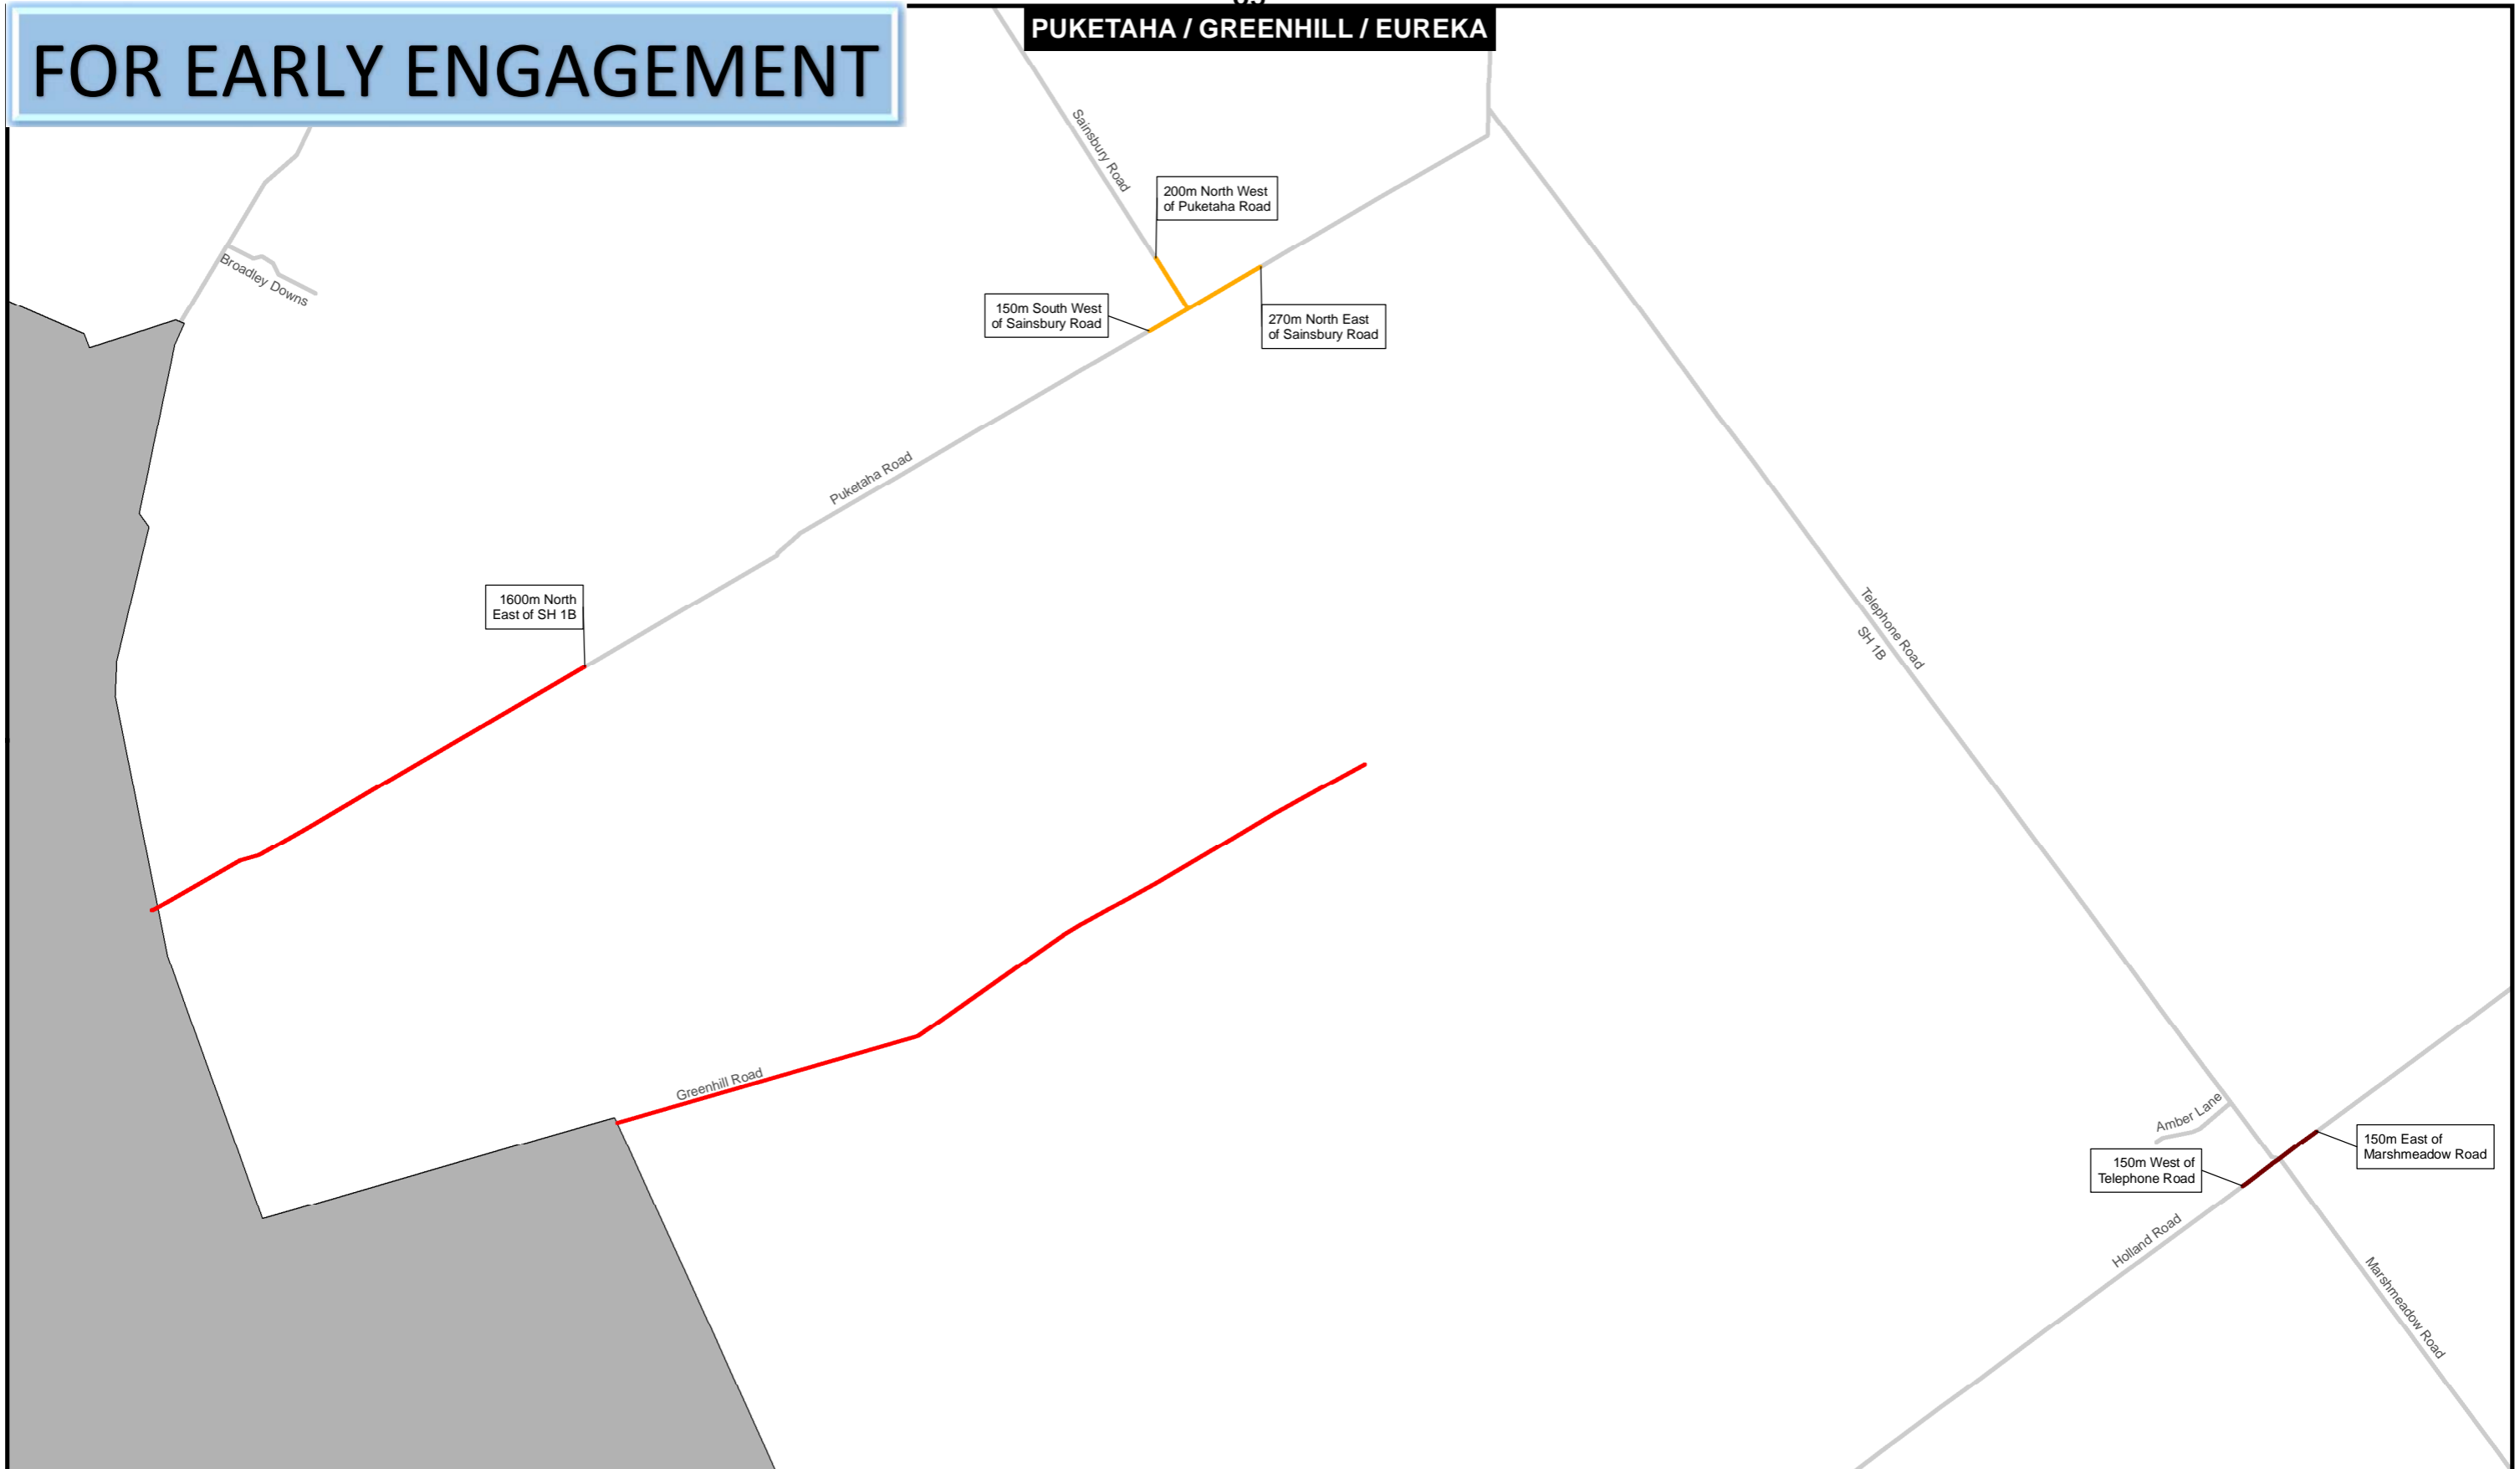 PUKETAHA / GREENHILL / EUREKA
FOR EARLY ENGAGEMENT
Sainsbury Road
200m North West
of Puketaha Road
Broadley Downs
150m South West
of Sainsbury Road
270m North East
of Sainsbury Road
Puketaha Road
1600m North
East of SH 1B
Telephone Road
SH 1B
Greenhill Road
Amber Lane
150m East of
Marshmeadow Road
150m West of
Telephone Road
Holland Road
Marshmeadow Road